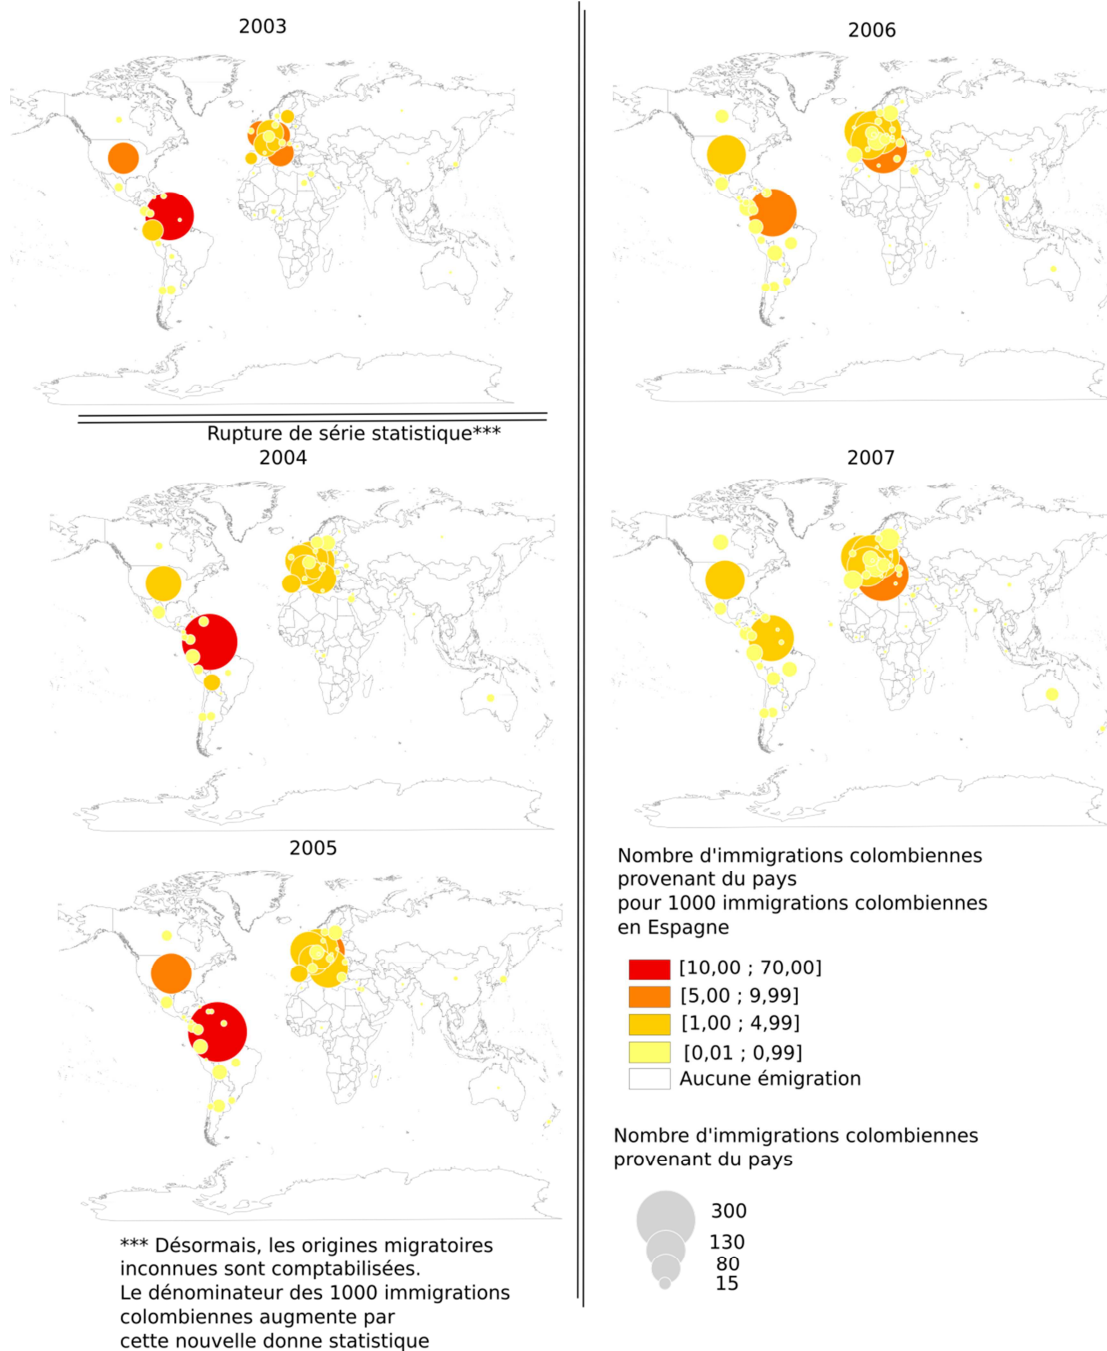 2003
Rupture de série statistique***
2004
2005
*** Désormais, les origines migratoires
inconnues sont comptabilisées.
Le dénominateur des 1000 immigrations
colombiennes augmente par
cette nouvelle donne statistique
2006
2007
Nombre d'immigrations colombiennes
provenant du pays
pour 1000 immigrations colombiennes
en Espagne
[10,00 ; 70,00]
[5,00 ; 9,99]
[1,00 ; 4,99]
[0,01 ; 0,99]
Aucune émigration
Nombre d'immigrations colombiennes
provenant du pays
300
130
80
15